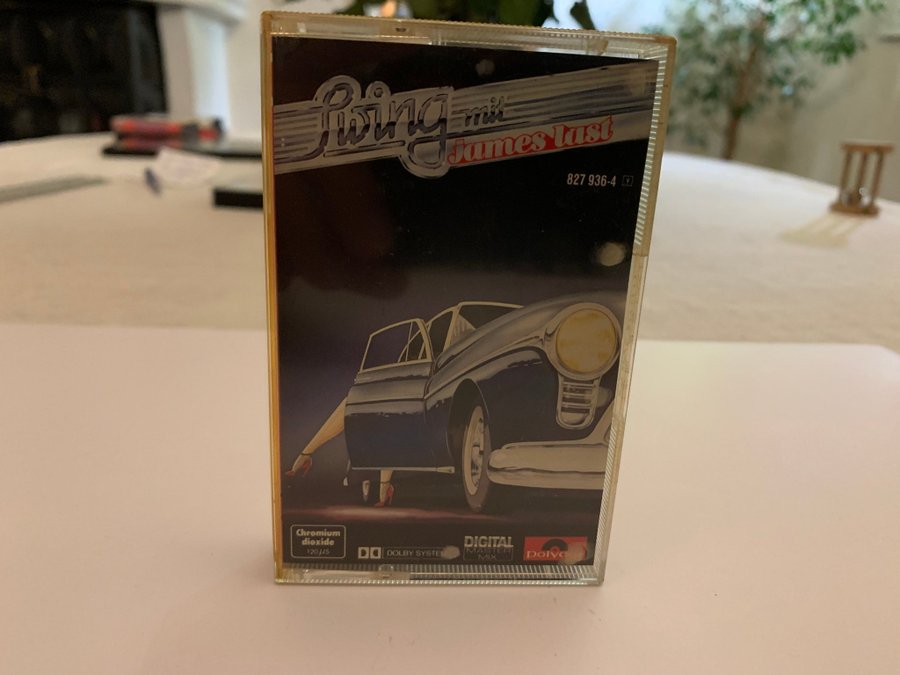 Swing mit
james last
827 936-4 Y
Chromium
dioxide
120 µS
DOLBY SYSTEM
DIGITAL
MASTER
MIX
Polydor